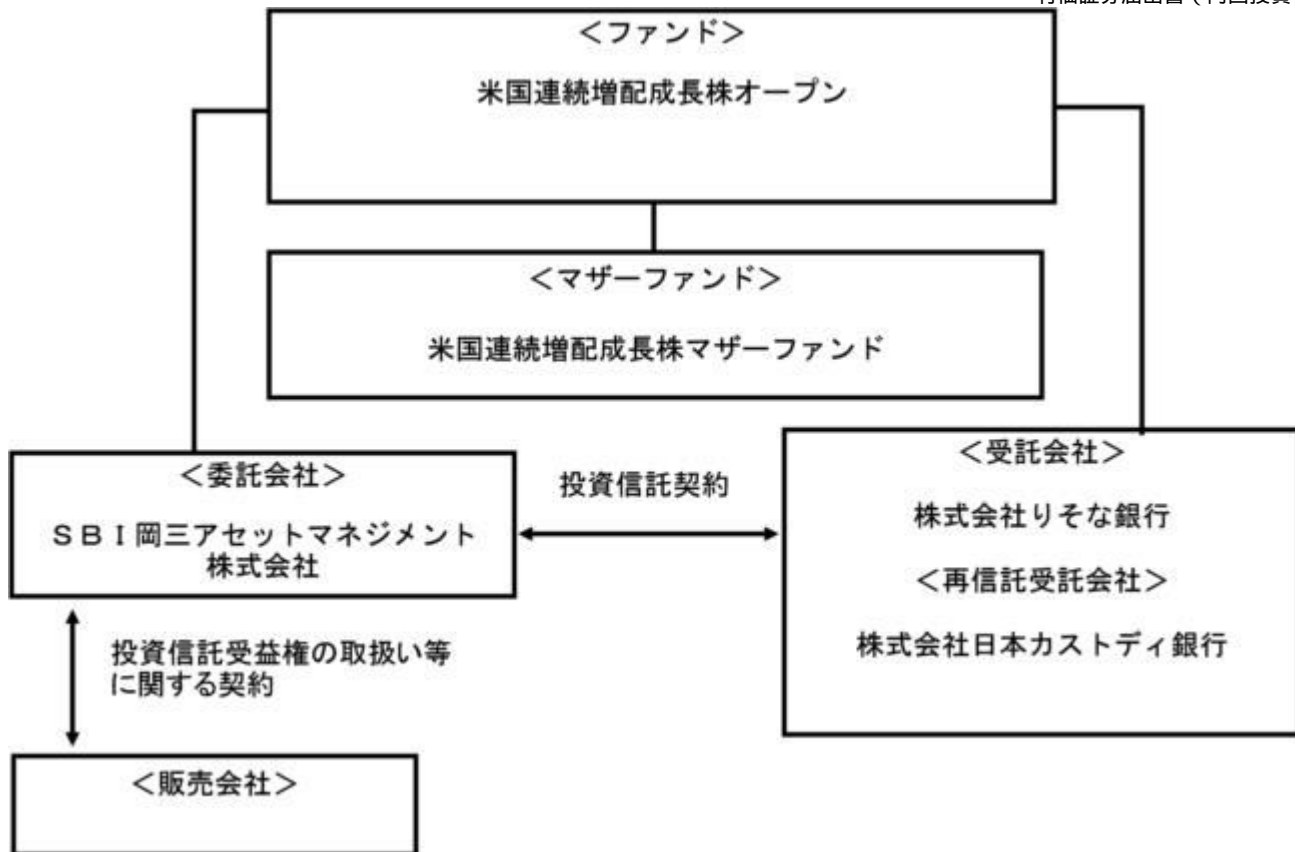 ＜ファンド＞
米国連続増配成長株オープン
＜マザーファンド＞
米国連続増配成長株マザーファンド
＜委託会社＞
ＳＢＩ岡三アセットマネジメント
株式会社
投資信託契約
＜受託会社＞
株式会社りそな銀行
＜再信託受託会社＞
株式会社日本カストディ銀行
投資信託受益権の取扱い等
に関する契約
＜販売会社＞